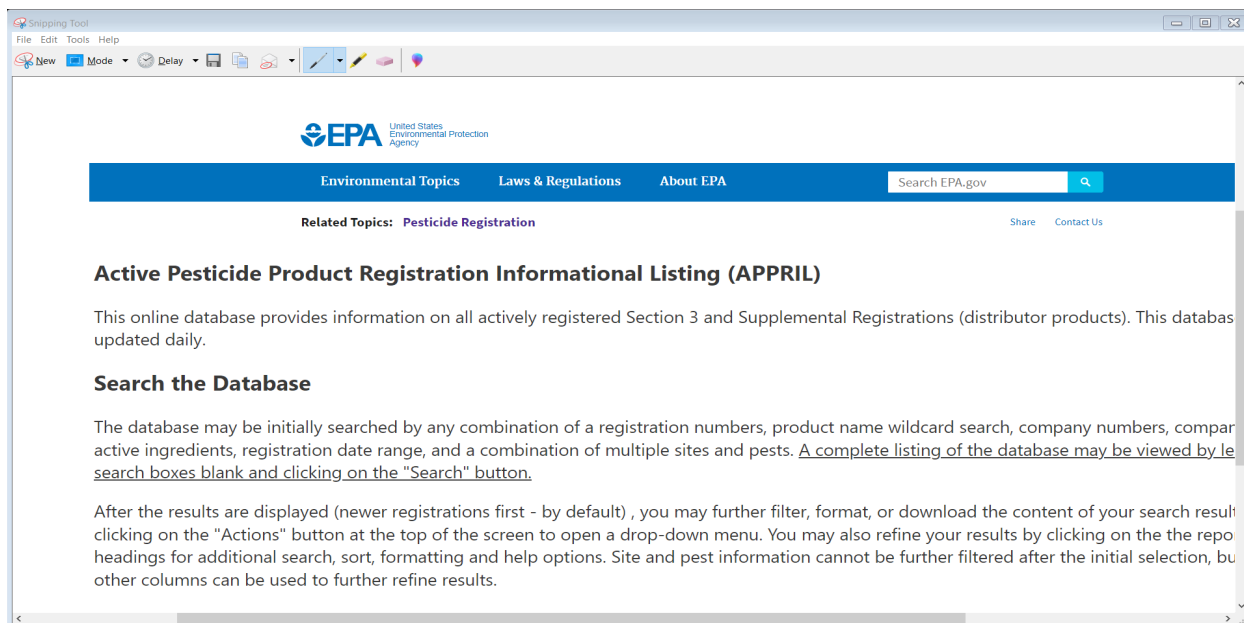 Snipping Tool
File Edit Tools Help
New Mode Delay
EPA United States
Environmental Protection
Agency
Environmental Topics Laws & Regulations About EPA Search EPA.gov
Related Topics: Pesticide Registration Share Contact Us
Active Pesticide Product Registration Informational Listing (APPRIL)
This online database provides information on all actively registered Section 3 and Supplemental Registrations (distributor products). This databas
updated daily.
Search the Database
The database may be initially searched by any combination of a registration numbers, product name wildcard search, company numbers, compar
active ingredients, registration date range, and a combination of multiple sites and pests. A complete listing of the database may be viewed by le
search boxes blank and clicking on the "Search" button.
After the results are displayed (newer registrations first - by default) , you may further filter, format, or download the content of your search result
clicking on the "Actions" button at the top of the screen to open a drop-down menu. You may also refine your results by clicking on the the repo
headings for additional search, sort, formatting and help options. Site and pest information cannot be further filtered after the initial selection, bu
other columns can be used to further refine results.